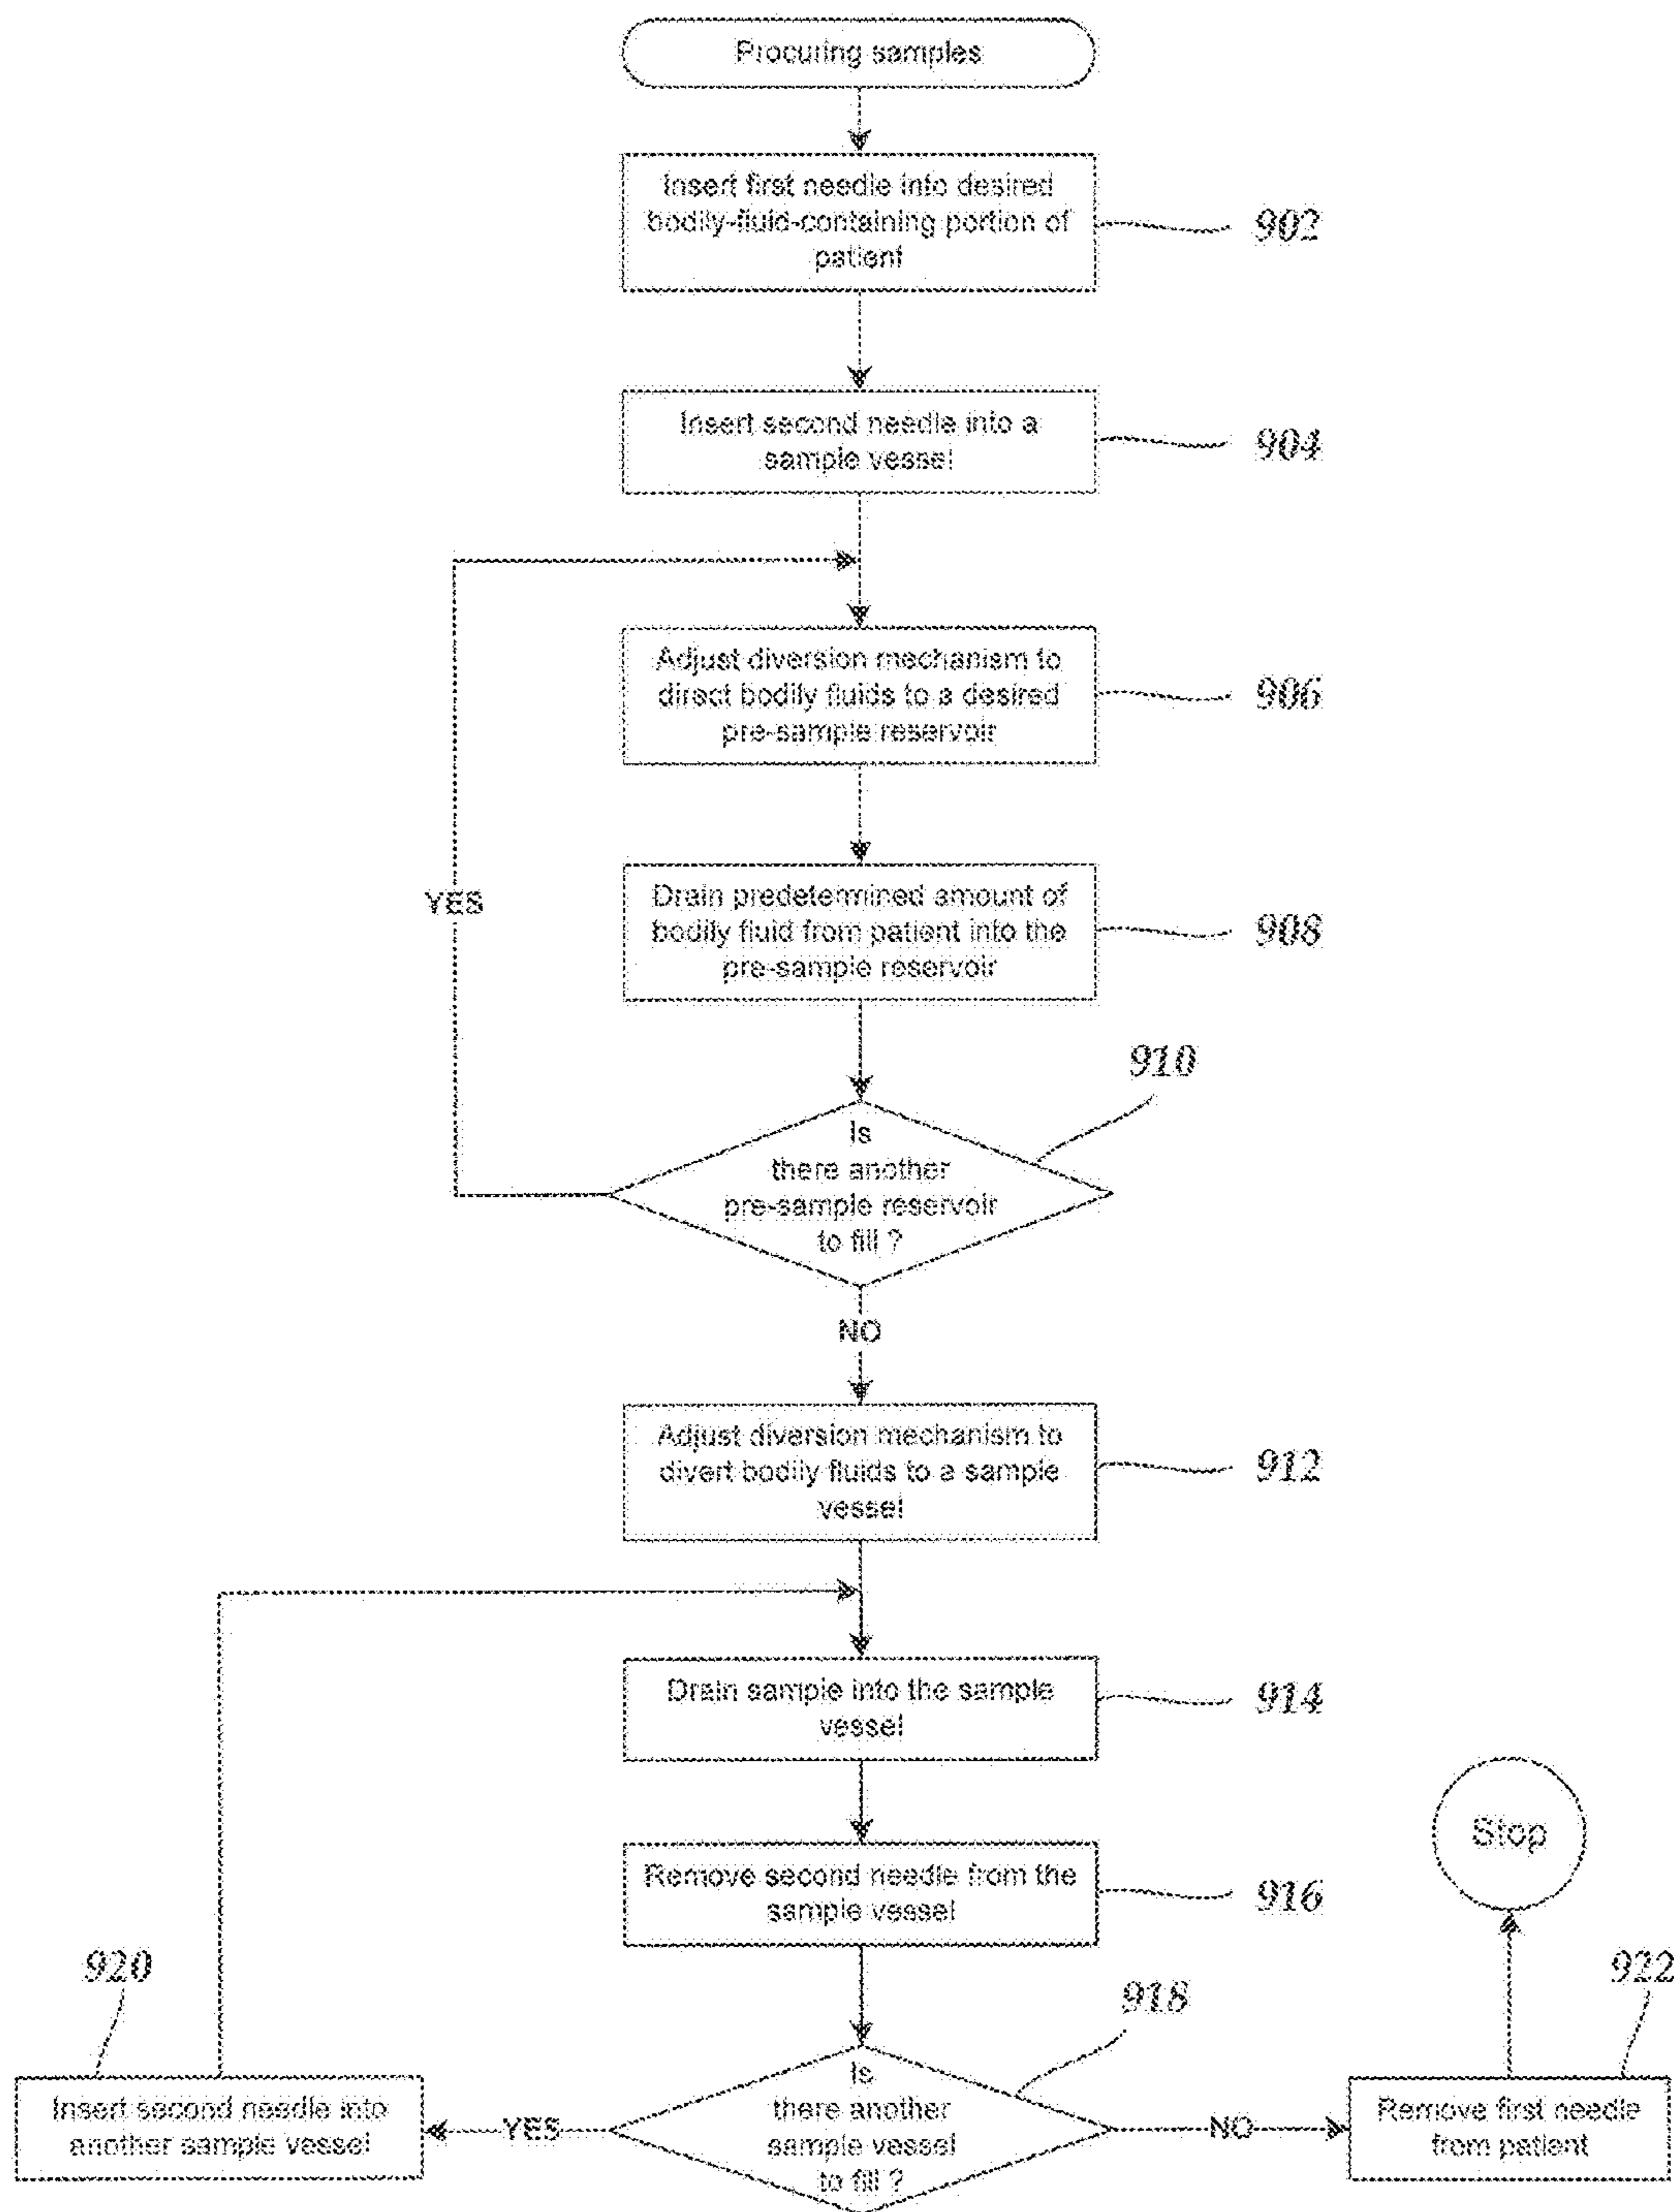 Procuring samples
Insert first needle into desired
bodily-fluid-containing portion of
patient
902
Insert second needle into a
sample vessel
904
Adjust diversion mechanism to
direct bodily fluids to a desired
pre-sample reservoir
906
YES
Drain predetermined amount of
bodily fluid from patient into the
pre-sample reservoir
908
910
Is
there another
pre-sample reservoir
to fill ?
NO
Adjust diversion mechanism to
divert bodily fluids to a sample
vessel
912
Drain sample into the sample
vessel
914
Stop
Remove second needle from the
sample vessel
916
920
918
922
Insert second needle into
another sample vessel
YES
Is
there another
sample vessel
to fill ?
NO
Remove first needle
from patient